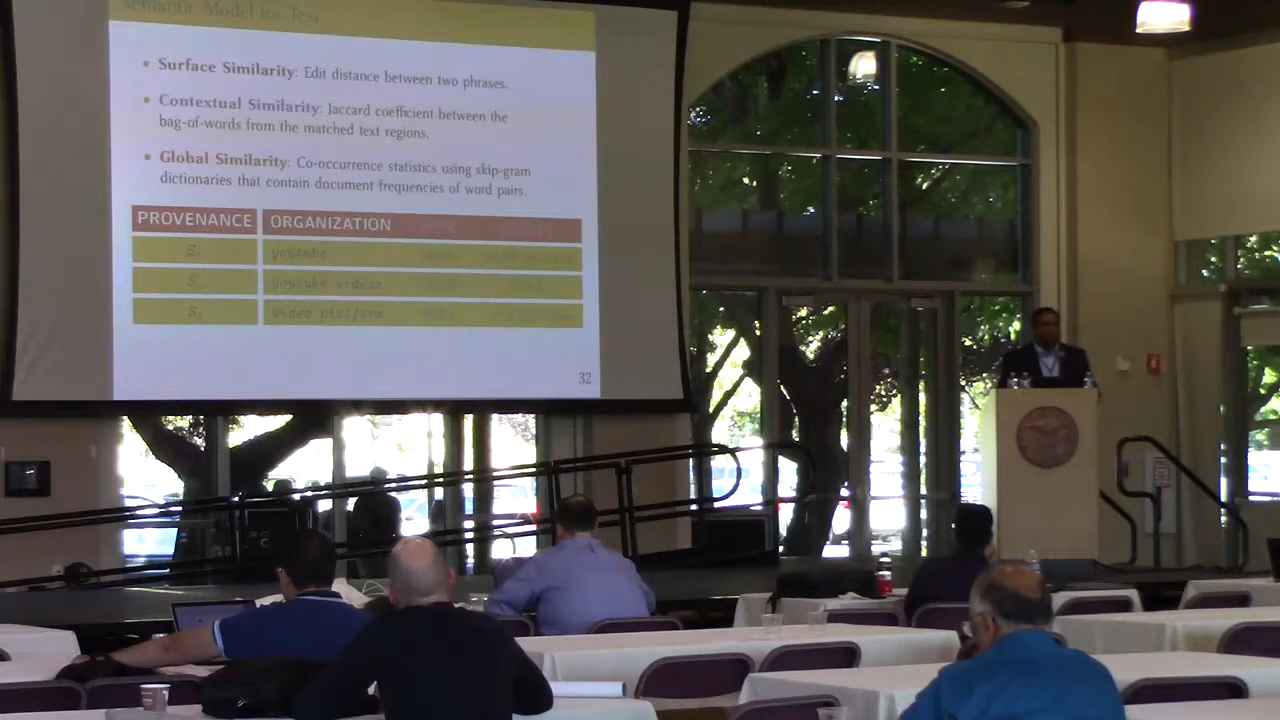 Semantic Model for Text
• Surface Similarity: Edit distance between two phrases.
• Contextual Similarity: Jaccard coefficient between the
bag-of-words from the matched text regions.
• Global Similarity: Co-occurrence statistics using skip-gram
dictionaries that contain document frequencies of word pairs.
PROVENANCE ORGANIZATION
youtube
youtube videos
video platform
32